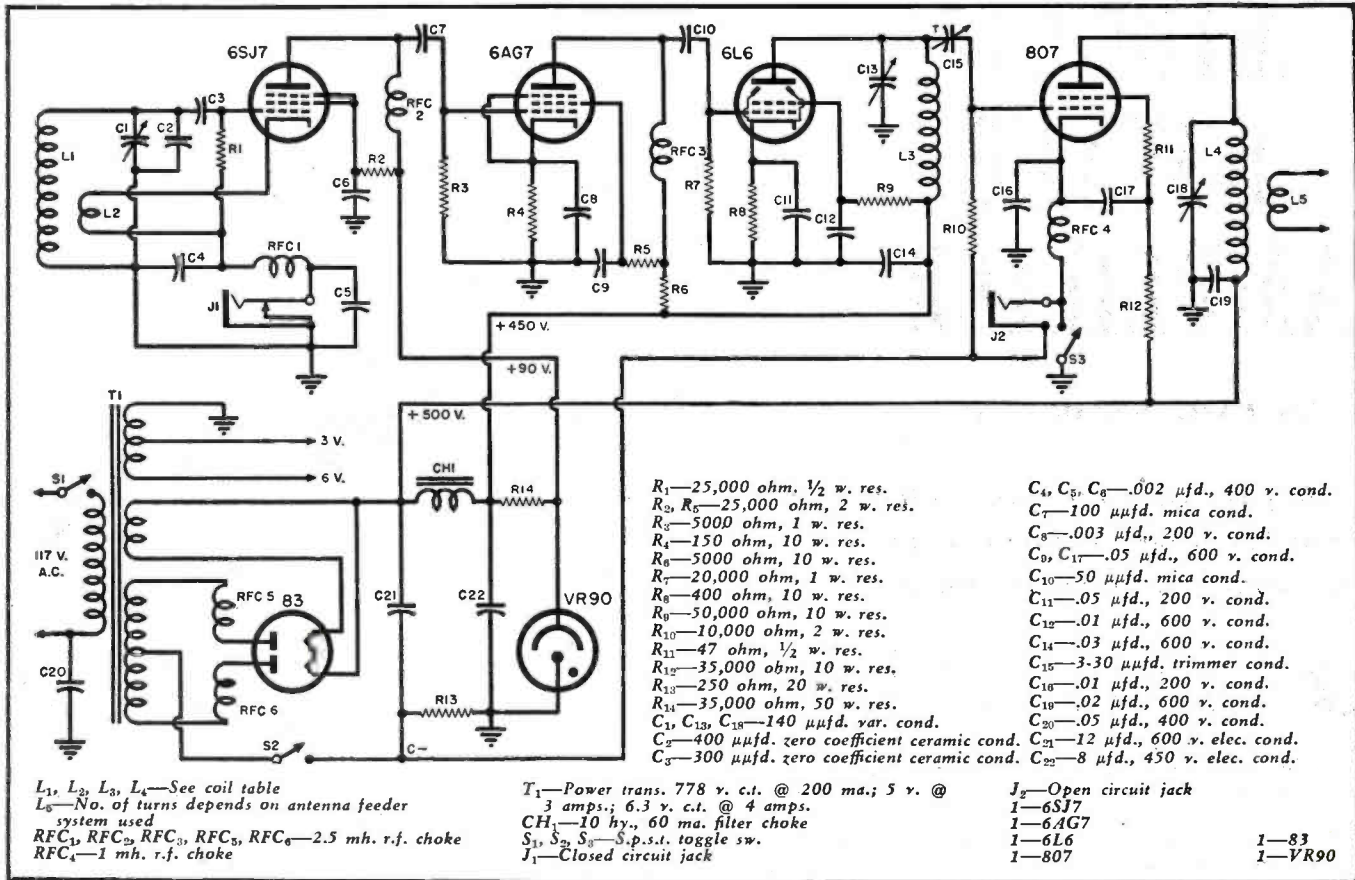 6SJ7
C7
6AG7
C10
6L6
T
C15
807
C1
C2
C3
R1
L1
L2
C4
RFC 1
J1
C5
C6
R2
RFC 2
R3
R4
C8
C9
R5
R6
RFC 3
R7
R8
C11
C12
R9
C13
L3
C14
R10
C16
C17
RFC 4
J2
S3
R11
R12
C18
L4
C19
L5
+450 V.
+90 V.
+500 V.
T1
3 V.
6 V.
S1
117 V.
A.C.
C20
RFC 5
83
RFC 6
S2
CH1
R14
C21
C22
VR90
R13
C−
R₁—25,000 ohm, ½ w. res.
R₂, R₅—25,000 ohm, 2 w. res.
R₃—5000 ohm, 1 w. res.
R₄—150 ohm, 10 w. res.
R₆—5000 ohm, 10 w. res.
R₇—20,000 ohm, 1 w. res.
R₈—400 ohm, 10 w. res.
R₉—50,000 ohm, 10 w. res.
R₁₀—10,000 ohm, 2 w. res.
R₁₁—47 ohm, ½ w. res.
R₁₂—35,000 ohm, 10 w. res.
R₁₃—250 ohm, 20 w. res.
R₁₄—35,000 ohm, 50 w. res.
C₁, C₁₃, C₁₈—140 μμfd. var. cond.
C₂—400 μμfd. zero coefficient ceramic cond.
C₃—300 μμfd. zero coefficient ceramic cond.
C₄, C₅, C₆—.002 μfd., 400 v. cond.
C₇—100 μμfd. mica cond.
C₈—.003 μfd., 200 v. cond.
C₉, C₁₇—.05 μfd., 600 v. cond.
C₁₀—50 μμfd. mica cond.
C₁₁—.05 μfd., 200 v. cond.
C₁₂—.01 μfd., 600 v. cond.
C₁₄—.03 μfd., 600 v. cond.
C₁₅—3-30 μμfd. trimmer cond.
C₁₆—.01 μfd., 200 v. cond.
C₁₉—.02 μfd., 600 v. cond.
C₂₀—.05 μfd., 400 v. cond.
C₂₁—12 μfd., 600 v. elec. cond.
C₂₂—8 μfd., 450 v. elec. cond.
L₁, L₂, L₃, L₄—See coil table
L₅—No. of turns depends on antenna feeder
system used
RFC₁, RFC₂, RFC₃, RFC₅, RFC₆—2.5 mh. r.f. choke
RFC₄—1 mh. r.f. choke
T₁—Power trans. 778 v. c.t. @ 200 ma.; 5 v. @
3 amps.; 6.3 v. c.t. @ 4 amps.
CH₁—10 hy., 60 ma. filter choke
S₁, S₂, S₃—S.p.s.t. toggle sw.
J₁—Closed circuit jack
J₂—Open circuit jack
1—6SJ7
1—6AG7
1—6L6
1—807
1—83
1—VR90